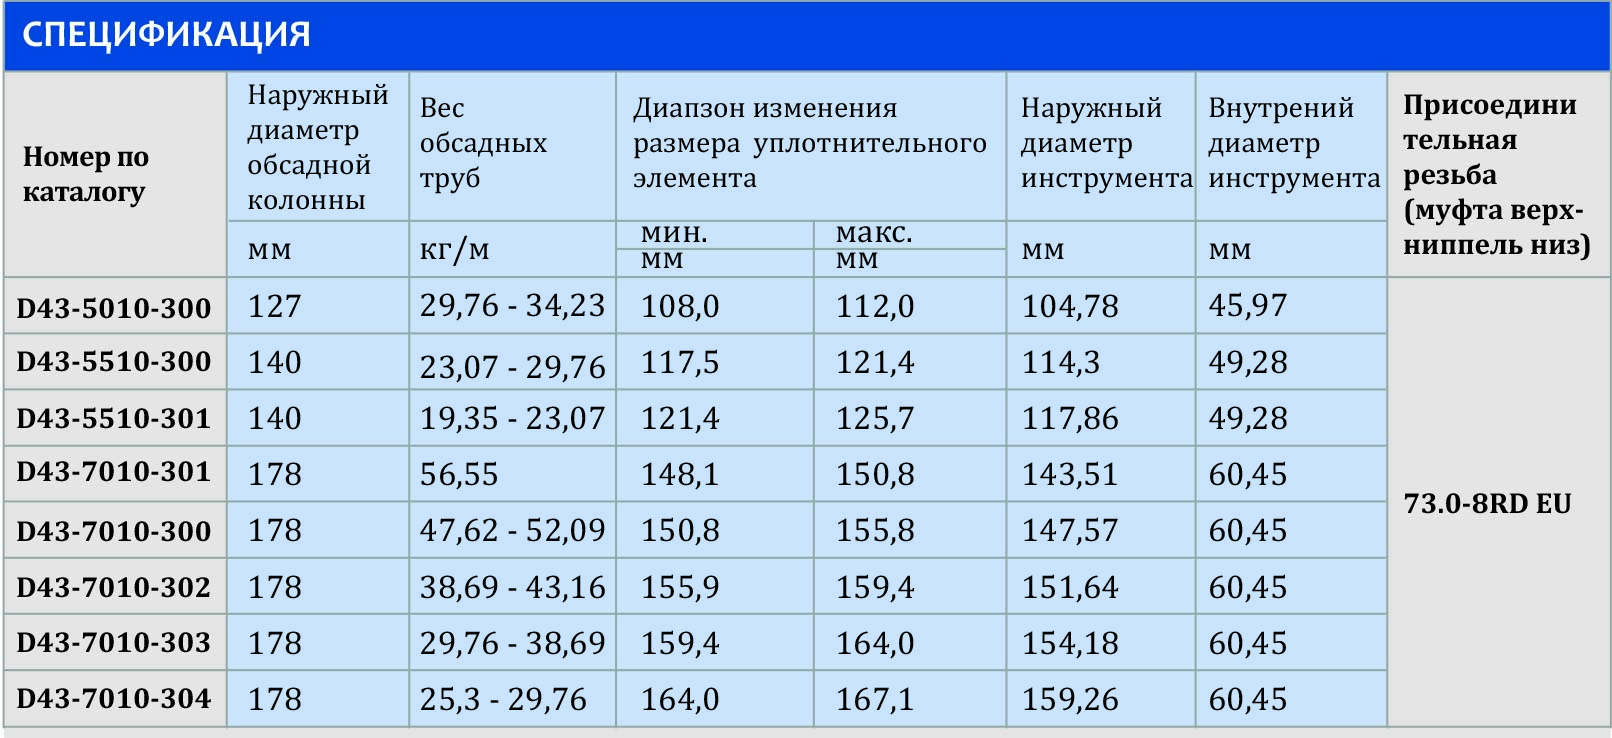 СПЕЦИФИКАЦИЯ
Номер по
каталогу
Наружный
диаметр
обсадной
колонны
Вес
обсадных
труб
Диапзон изменения
размера уплотнительного
элемента
Наружный
диаметр
инструмента
Внутрений
диаметр
инструмента
Присоедини
тельная
резьба
(муфта верх-
ниппель низ)
мм
кг/м
мин.
макс.
мм
мм
мм
мм
D43-5010-300 127 29,76 - 34,23 108,0 112,0 104,78 45,97
D43-5510-300 140 23,07 - 29,76 117,5 121,4 114,3 49,28
D43-5510-301 140 19,35 - 23,07 121,4 125,7 117,86 49,28
D43-7010-301 178 56,55 148,1 150,8 143,51 60,45
D43-7010-300 178 47,62 - 52,09 150,8 155,8 147,57 60,45
73.0-8RD EU
D43-7010-302 178 38,69 - 43,16 155,9 159,4 151,64 60,45
D43-7010-303 178 29,76 - 38,69 159,4 164,0 154,18 60,45
D43-7010-304 178 25,3 - 29,76 164,0 167,1 159,26 60,45